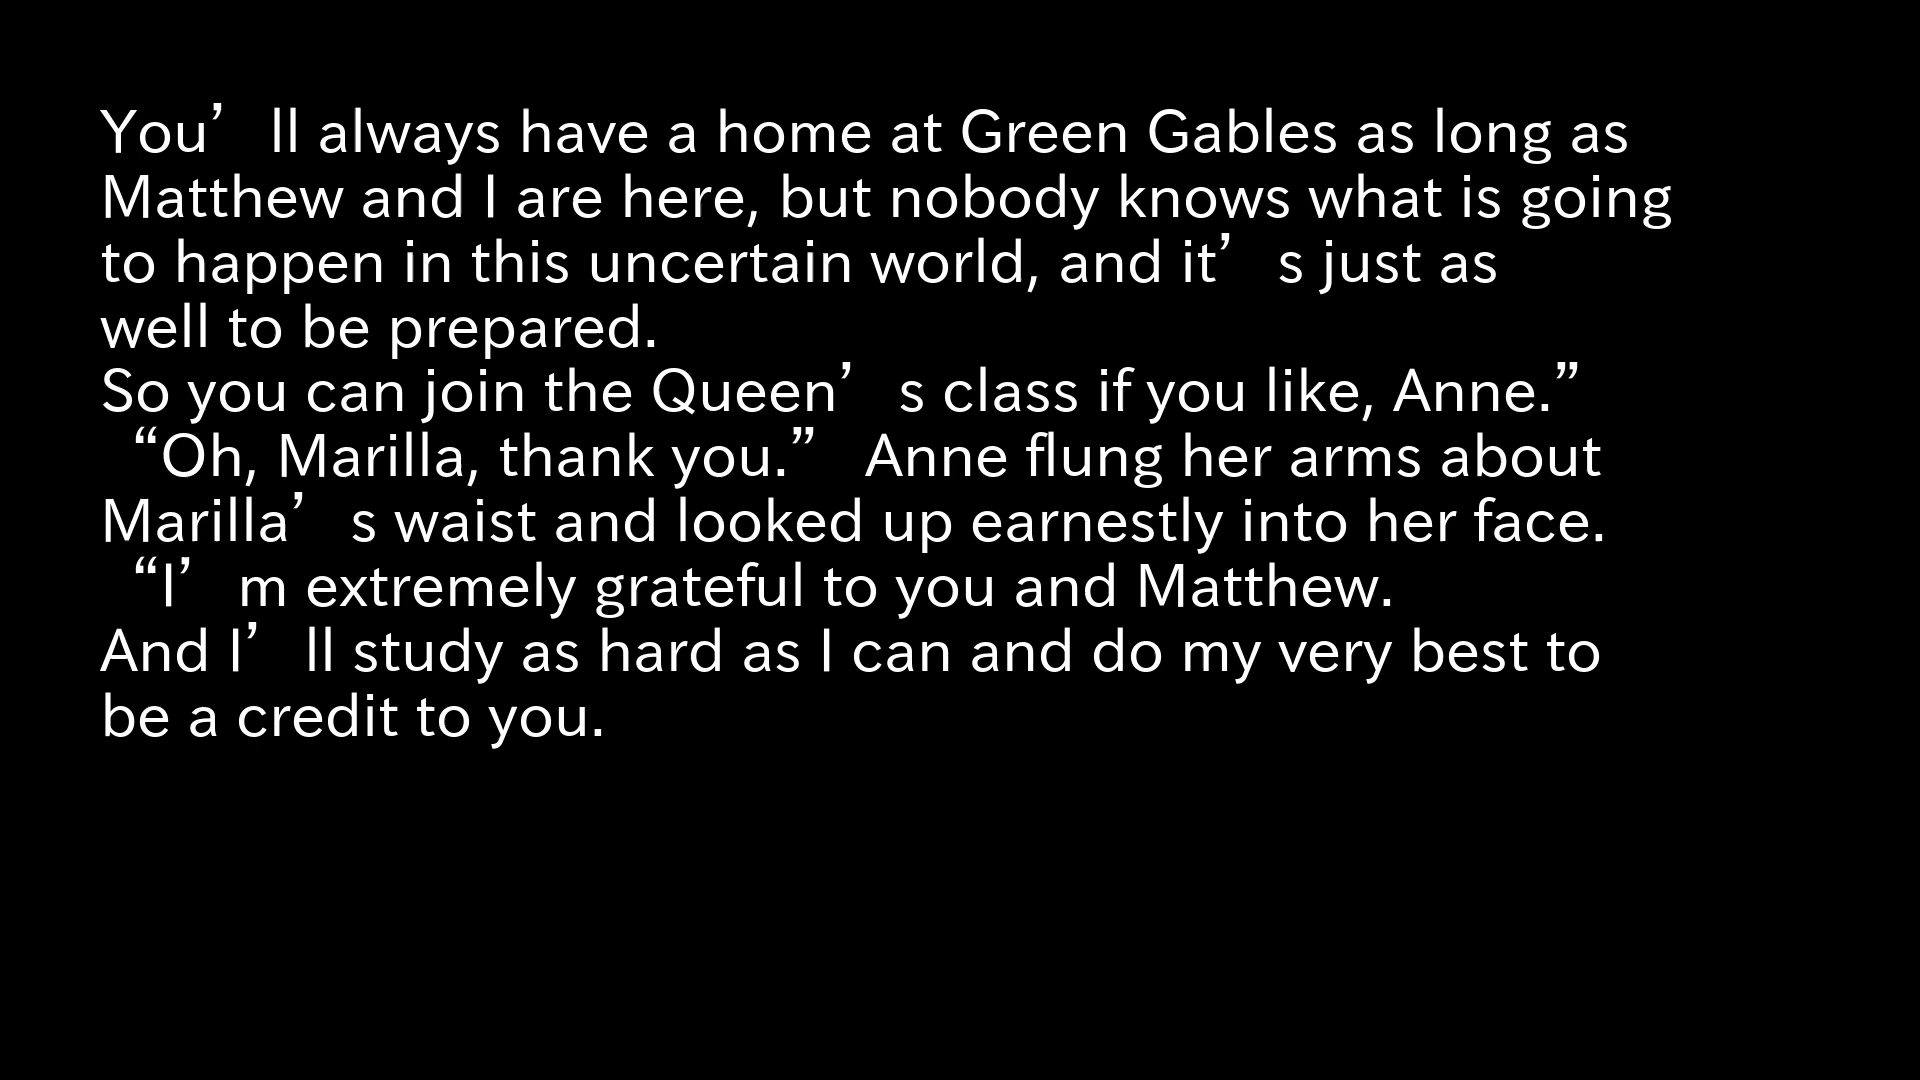 You’ll always have a home at Green Gables as long as
Matthew and I are here, but nobody knows what is going
to happen in this uncertain world, and it’s just as
well to be prepared.
So you can join the Queen’s class if you like, Anne.”
“Oh, Marilla, thank you.” Anne flung her arms about
Marilla’s waist and looked up earnestly into her face.
“I’m extremely grateful to you and Matthew.
And I’ll study as hard as I can and do my very best to
be a credit to you.